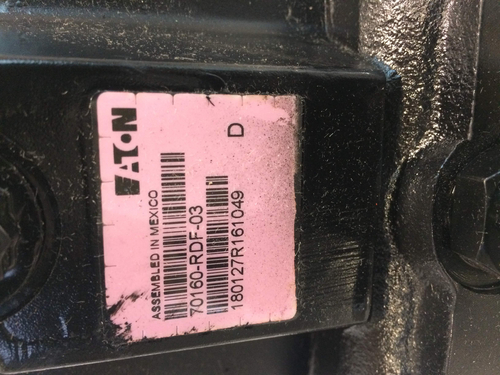 EATON
ASSEMBLED IN MEXICO
70160-RDF-03
180127R161049
D